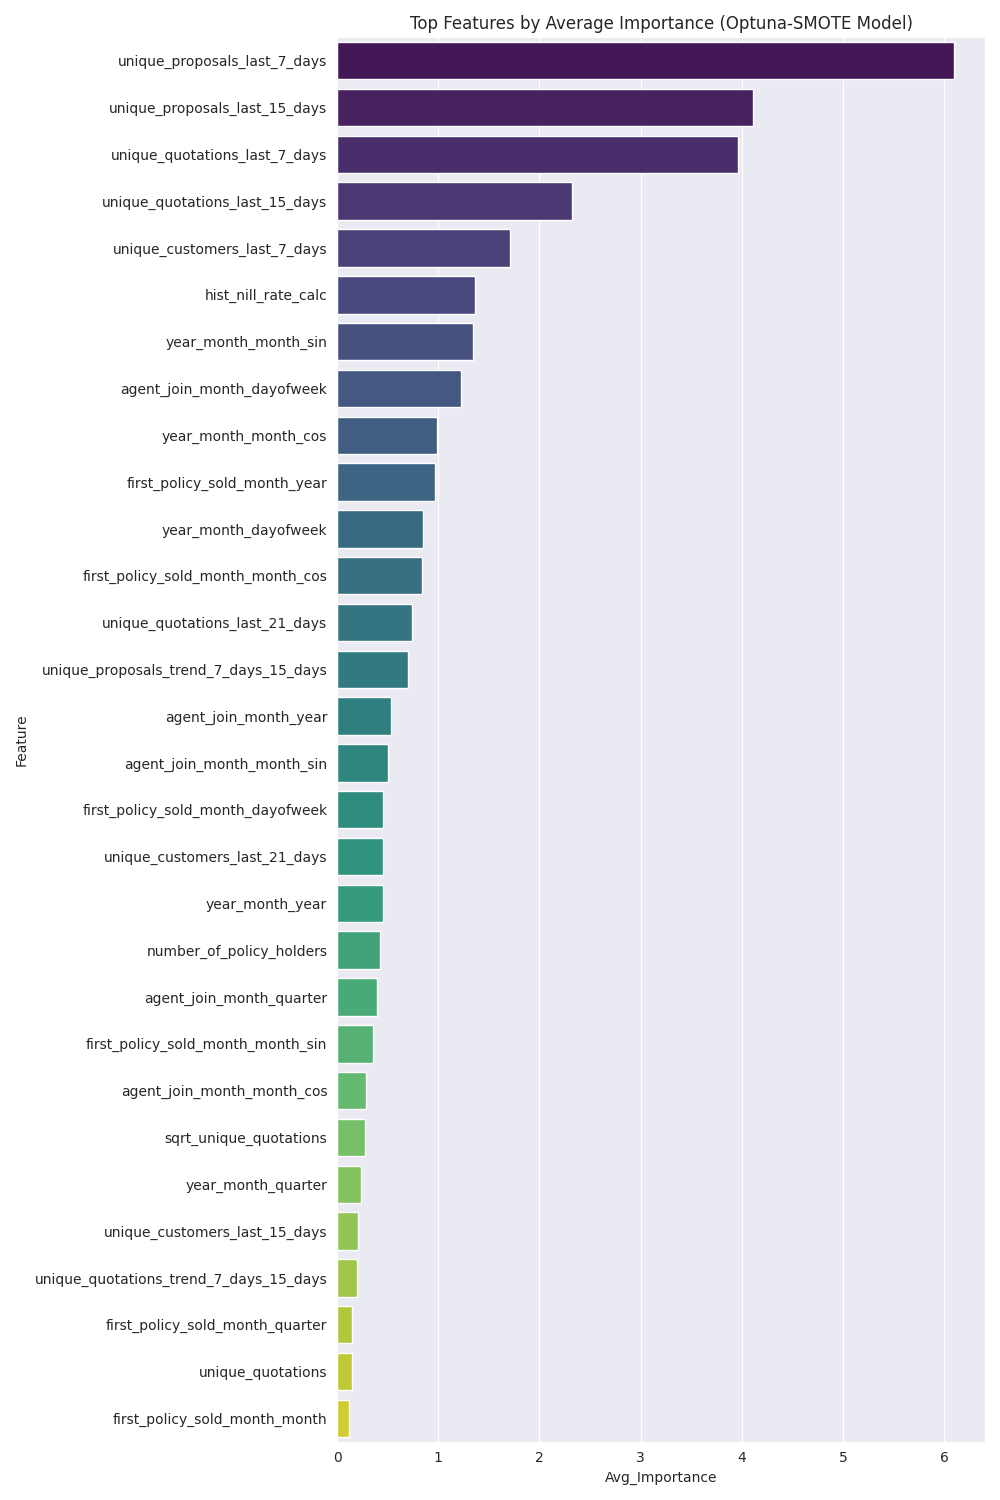 Top Features by Average Importance (Optuna-SMOTE Model)
unique_proposals_last_7_days
unique_proposals_last_15_days
unique_quotations_last_7_days
unique_quotations_last_15_days
unique_customers_last_7_days
hist_nill_rate_calc
year_month_month_sin
agent_join_month_dayofweek
year_month_month_cos
first_policy_sold_month_year
year_month_dayofweek
first_policy_sold_month_month_cos
unique_quotations_last_21_days
unique_proposals_trend_7_days_15_days
agent_join_month_year
agent_join_month_month_sin
first_policy_sold_month_dayofweek
unique_customers_last_21_days
year_month_year
number_of_policy_holders
agent_join_month_quarter
first_policy_sold_month_month_sin
agent_join_month_month_cos
sqrt_unique_quotations
year_month_quarter
unique_customers_last_15_days
unique_quotations_trend_7_days_15_days
first_policy_sold_month_quarter
unique_quotations
first_policy_sold_month_month
Feature
0 1 2 3 4 5 6
Avg_Importance